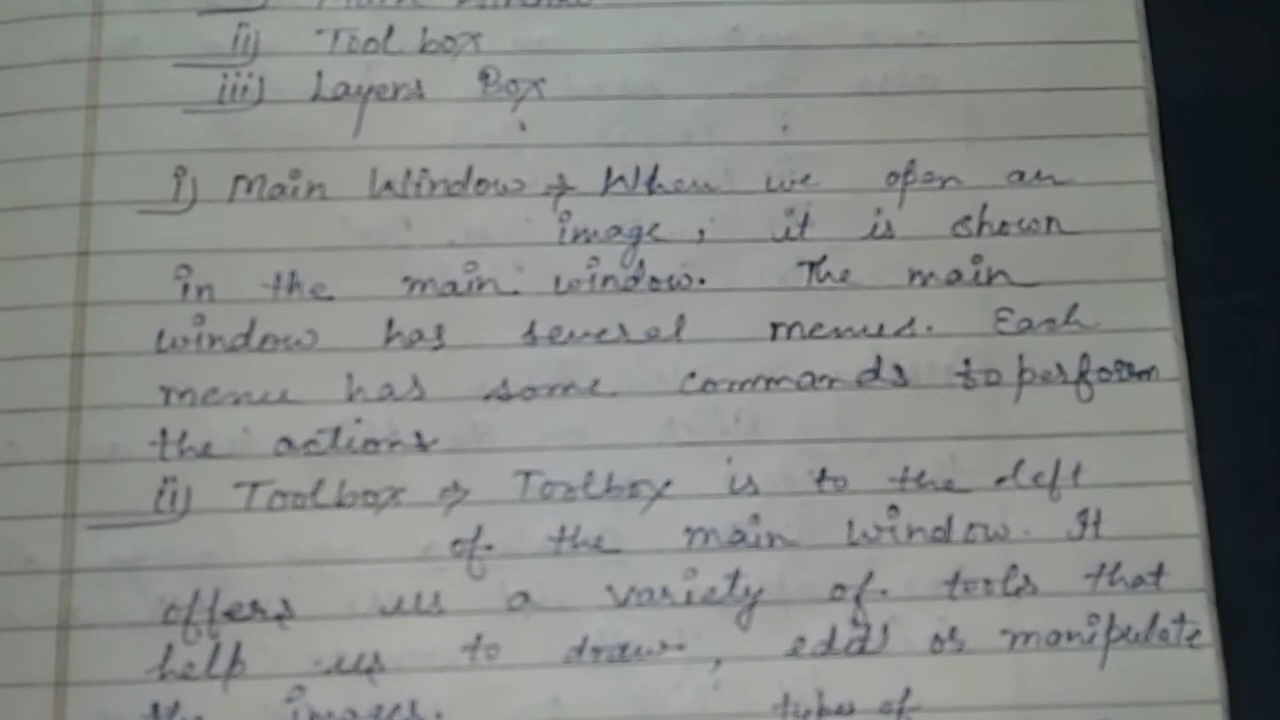 ii) Tool box
iii) Layers Box
i) Main Window → When we open an
image, it is shown
in the main window. The main
window has several menus. Each
menu has some commands to perform
the actions
ii) Toolbox ⇒ Toolbox is to the left
of the main window. It
offers us a variety of tools that
help us to draw, edit or manipulate
the images. types of